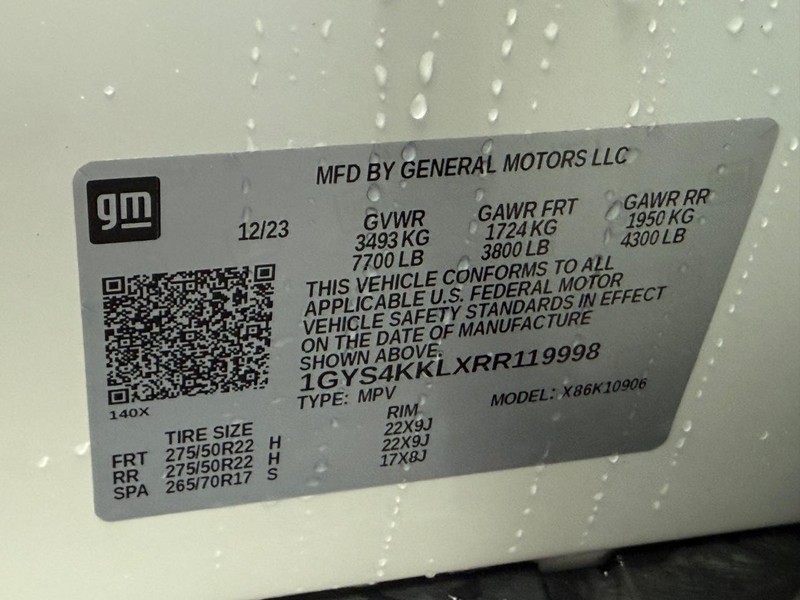 gm
MFD BY GENERAL MOTORS LLC
12/23
GVWR GAWR FRT GAWR RR
3493 KG 1724 KG 1950 KG
7700 LB 3800 LB 4300 LB
THIS VEHICLE CONFORMS TO ALL
APPLICABLE U.S. FEDERAL MOTOR
VEHICLE SAFETY STANDARDS IN EFFECT
ON THE DATE OF MANUFACTURE
SHOWN ABOVE.
1GYS4KKLXRR119998
TYPE: MPV MODEL: X86K10906
140X
TIRE SIZE RIM
FRT 275/50R22 H 22X9J
RR 275/50R22 H 22X9J
SPA 265/70R17 S 17X8J